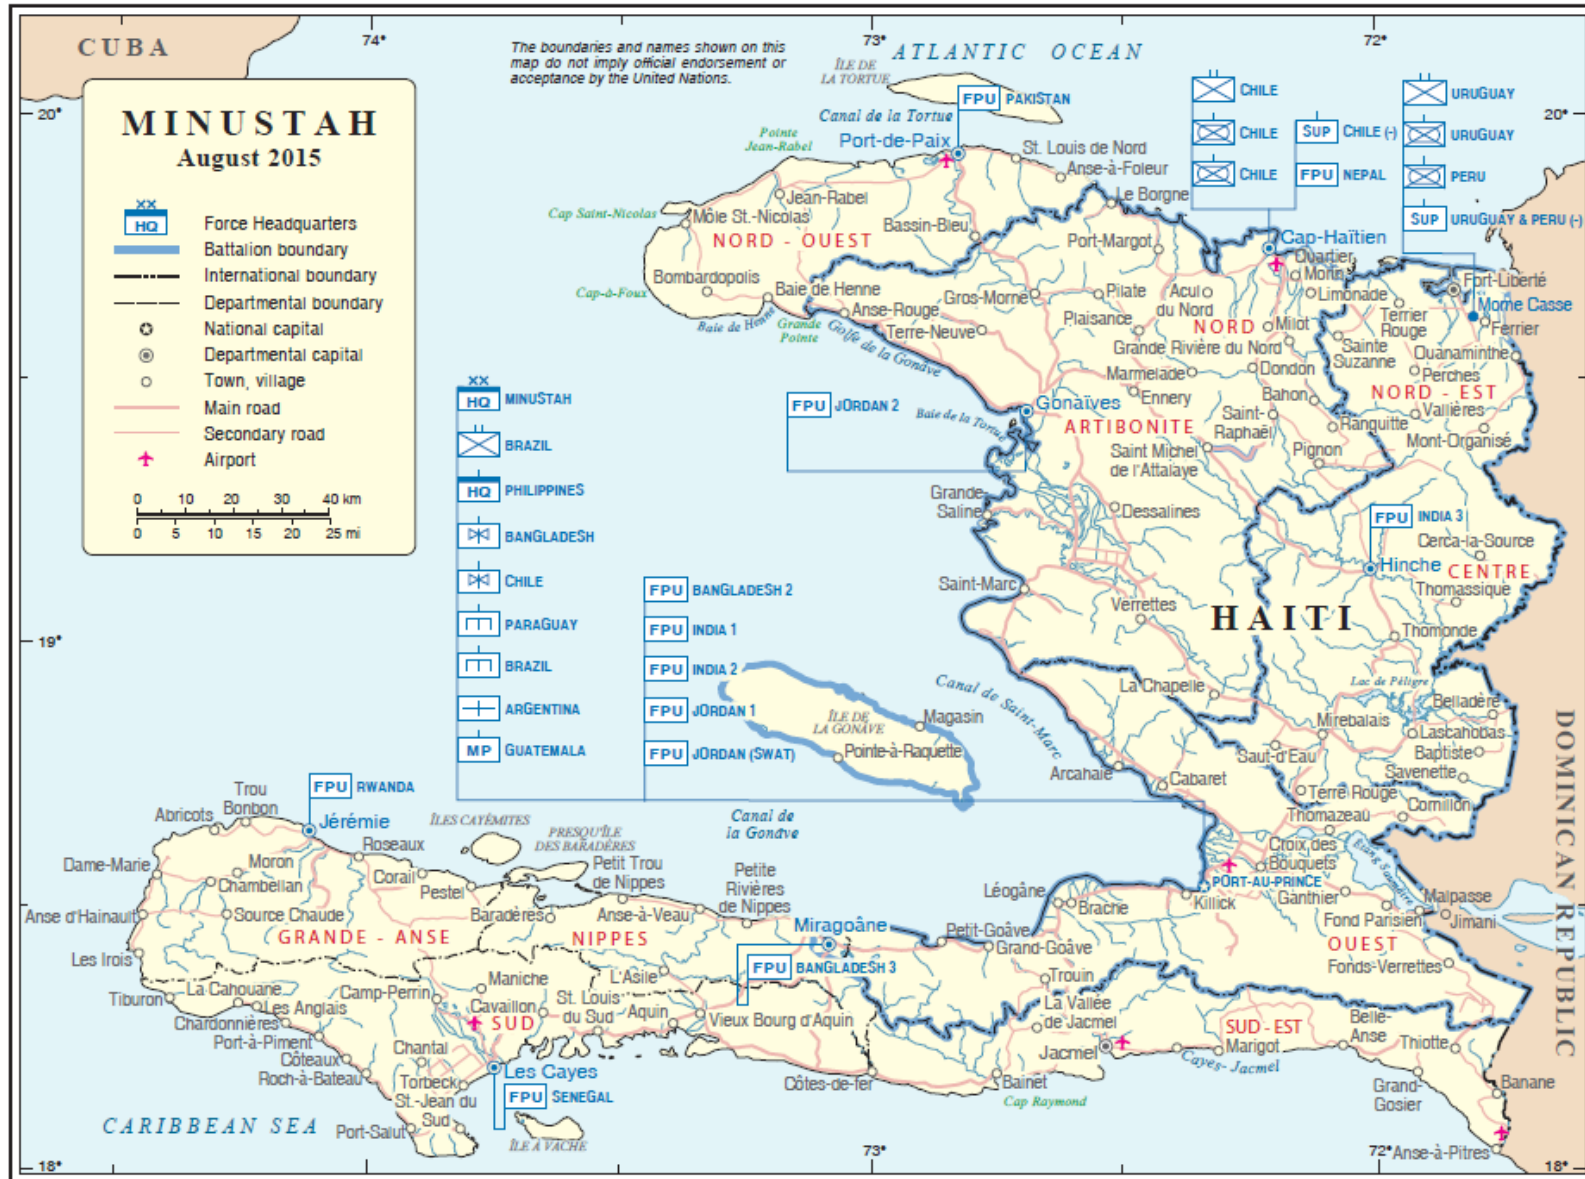 CUBA
74°
73°
72°
The boundaries and names shown on this
map do not imply official endorsement or
acceptance by the United Nations.
ATLANTIC OCEAN
ÎLE DE
LA TORTUE
MINUSTAH
August 2015
HQ
Force Headquarters
Battalion boundary
International boundary
Departmental boundary
National capital
Departmental capital
Town, village
Main road
Secondary road
Airport
0 10 20 30 40 km
0 5 10 15 20 25 mi
20°
20°
19°
19°
18°
18°
FPU PAKISTAN
Canal de la Tortue
Port-de-Paix
Pointe
Jean-Rabel
St. Louis de Nord
Anse-à-Foleur
Le Borgne
CHILE
CHILE
CHILE
SUP CHILE (-)
FPU NEPAL
URUGUAY
URUGUAY
PERU
SUP URUGUAY & PERU (-)
Jean-Rabel
Cap Saint-Nicolas
Môle St.-Nicolas
NORD - OUEST
Bassin-Bleu
Port-Margot
Cap-Haïtien
Quartier
Morin
Limonade
Fort-Liberté
Morne Casse
Ferrier
Terrier
Rouge
Bombardopolis
Cap-à-Foux
Baie de Henne
Baie de Henne
Grande
Pointe
Anse-Rouge
Terre-Neuve
Golfe de la Gonâve
Gros-Morne
Pilate
Acul
du Nord
Plaisance
NORD
Milot
Grande Rivière du Nord
Sainte
Suzanne
Ouanaminthe
Perches
NORD - EST
Marmelade
Dondon
Ennery
Bahon
Vallières
Saint-
Raphaël
Ranquitte
Mont-Organisé
Pignon
Gonaïves
ARTIBONITE
Baie de la Tortue
Saint Michel
de l'Attalaye
FPU JORDAN 2
HQ MINUSTAH
BRAZIL
HQ PHILIPPINES
BANGLADESH
CHILE
PARAGUAY
BRAZIL
ARGENTINA
MP GUATEMALA
FPU BANGLADESH 2
FPU INDIA 1
FPU INDIA 2
FPU JORDAN 1
FPU JORDAN (SWAT)
Grande
Saline
Dessalines
FPU INDIA 3
Cerca-la-Source
Hinche
CENTRE
Thomassique
Saint-Marc
Verrettes
HAITI
Thomonde
Lac de Péligre
La Chapelle
Belladère
Mirebalais
Lascahobas
Saut-d'Eau
Baptiste
Savenette
Canal de Saint-Marc
ÎLE DE
LA GONÂVE
Magasin
Pointe-à-Raquette
Arcahaie
Cabaret
Terre Rouge
Cornillon
Thomazeau
DOMINICAN REPUBLIC
Canal de
la Gonâve
Croix des
Bouquets
Etang Saumâtre
PORT-AU-PRINCE
Killick
Ganthier
Malpasse
Fond Parisien
Jimani
OUEST
Fonds-Verrettes
FPU RWANDA
Trou
Bonbon
Abricots
Jérémie
ÎLES CAYÉMITES
PRESQU'ÎLE
DES BARADÈRES
Roseaux
Dame-Marie
Moron
Chambellan
Corail
Pestel
Petit Trou
de Nippes
Petite
Rivières
de Nippes
Léogâne
Brache
Anse d'Hainault
Source Chaude
Baradères
Anse-à-Veau
Miragoâne
Petit-Goâve
Grand-Goâve
GRANDE - ANSE
NIPPES
Les Irois
FPU BANGLADESH 3
Trouin
L'Asile
Maniche
La Cahouane
Tiburon
Les Anglais
Camp-Perrin
Cavaillon
St. Louis
du Sud
Aquin
Vieux Bourg d'Aquin
La Vallée
de Jacmel
SUD
SUD - EST
Belle-
Anse
Thiotte
Chardonnières
Port-à-Piment
Côteaux
Roch-à-Bateau
Chantal
Torbeck
Les Cayes
Jacmel
Marigot
Cayes-Jacmel
St.-Jean du
Sud
FPU SENEGAL
Côtes-de-fer
Bainet
Cap Raymond
Grand-
Gosier
Banane
CARIBBEAN SEA
Port-Salut
ÎLE À VACHE
Anse-à-Pitres
73°
72°